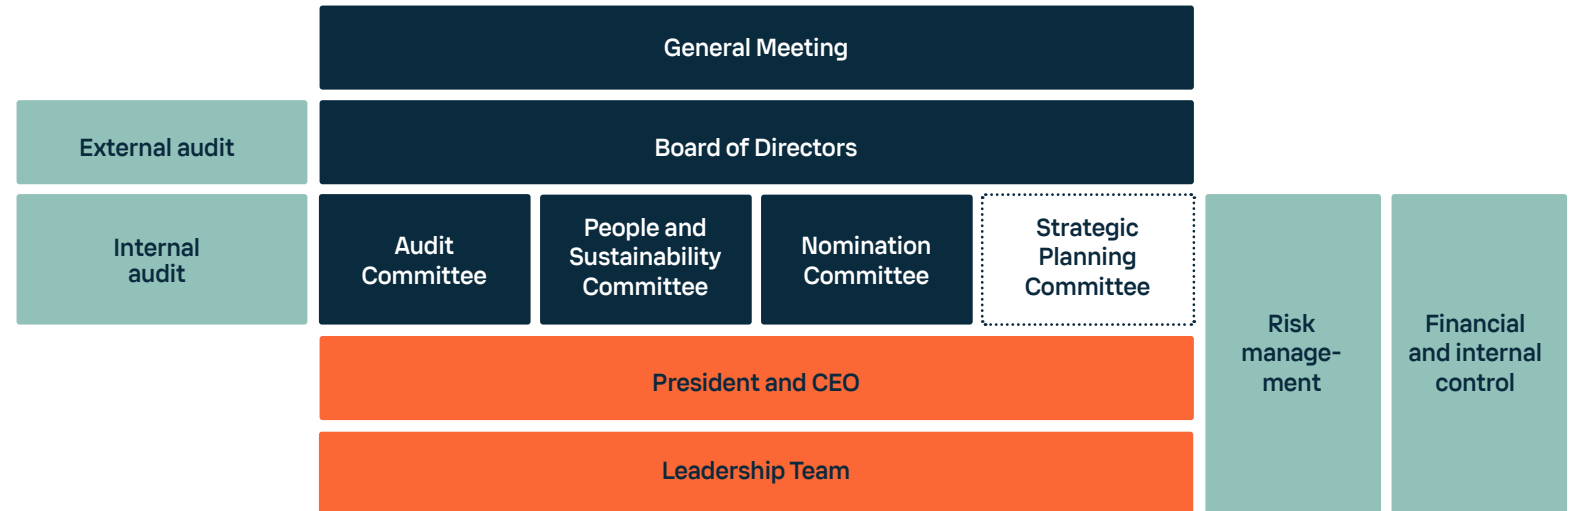 General Meeting
External audit
Board of Directors
Internal
audit
Audit
Committee
People and
Sustainability
Committee
Nomination
Committee
Strategic
Planning
Committee
Risk
manage-
ment
Financial
and internal
control
President and CEO
Leadership Team